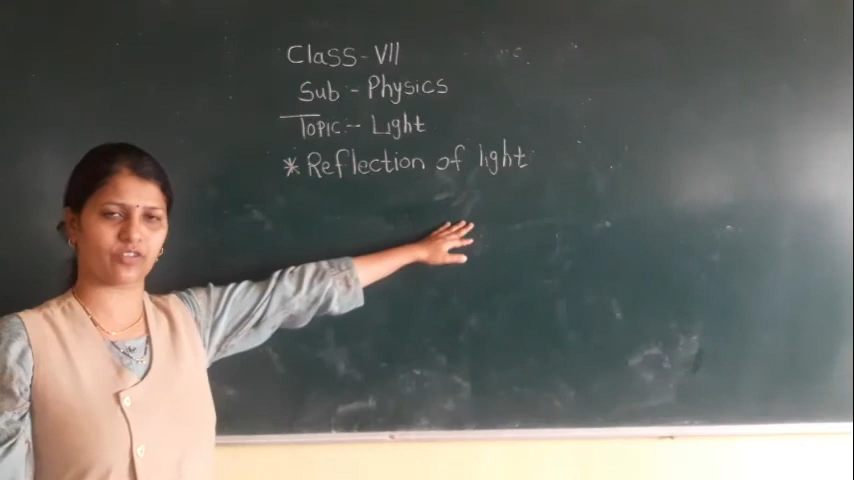 Class - VII
Sub :- Physics
Topic :- Light
* Reflection of light